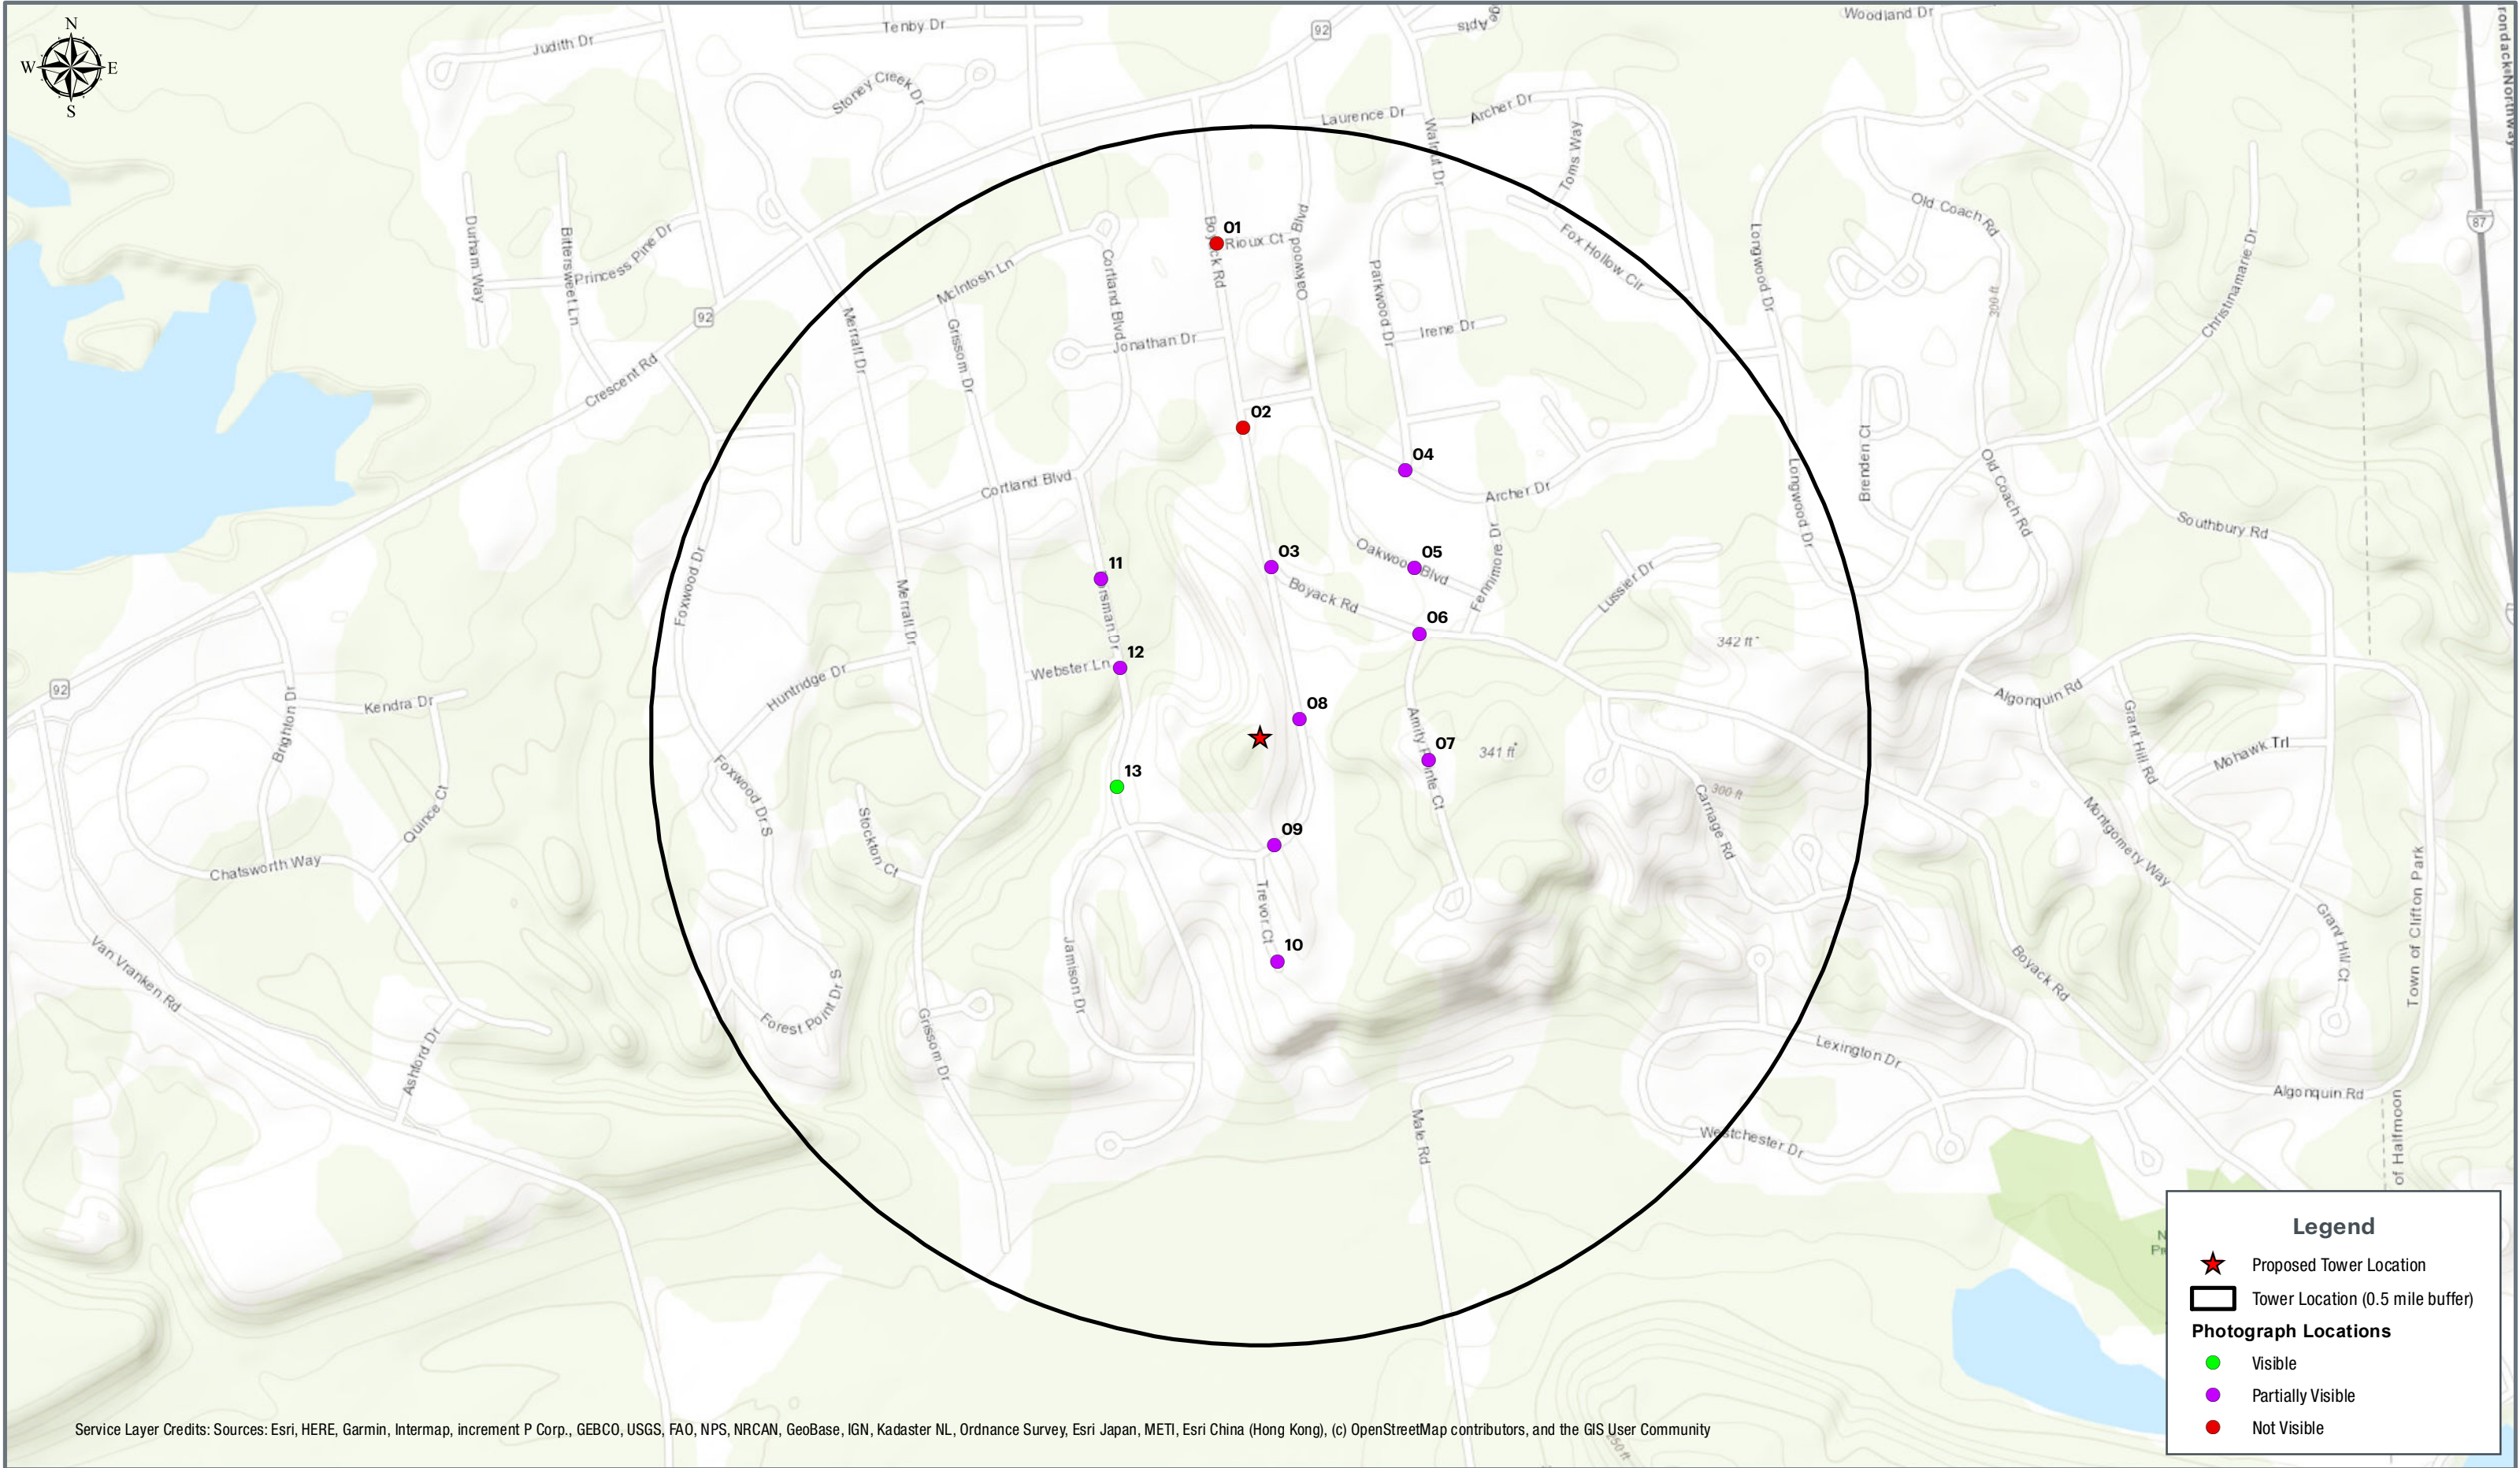 N
W
E
S
Judith Dr
Tenby Dr
92
Woodland Dr
Stoney Creek Dr
Laurence Dr
Archer Dr
Walnut Dr
Toms Way
87
Durham Way
Bittersweet Ln
Princess Pine Dr
92
Crescent Rd
McIntosh Ln
Cortland Blvd
01
Rioux Ct
Oakwood Blvd
Parkwood Dr
Irene Dr
Fox Hollow Cir
Longwood Dr
Old Coach Rd
300 ft
Christinamarie Dr
Merrall Dr
Grissom Dr
Jonathan Dr
02
04
Cortland Blvd
Archer Dr
Longwood Dr
Brenden Ct
Old Coach Rd
Southbury Rd
Foxwood Dr
11
03
Boyack Rd
05
Fennimore Dr
Lussier Dr
06
342 ft
Merrall Dr
Huntridge Dr
Webster Ln
12
92
Kendra Dr
Brighton Dr
Quince Ct
Chatsworth Way
08
07
341 ft
Algonquin Rd
Grant Hill Rd
Mohawk Trl
Montgomery Way
Foxwood Dr S
Stockton Ct
13
09
Carnage Rd
300 ft
Trevor Ct
10
Jamison Dr
Grissom Dr
Forest Point Dr S
Van Vranken Rd
Ashford Dr
Boyack Rd
Grant Hill Ct
Town of Clifton Park
Lexington Dr
Algonquin Rd
Male Rd
Westchester Dr
of Halfmoon
Legend
Proposed Tower Location
Tower Location (0.5 mile buffer)
Photograph Locations
Visible
Partially Visible
Not Visible
Service Layer Credits: Sources: Esri, HERE, Garmin, Intermap, increment P Corp., GEBCO, USGS, FAO, NPS, NRCAN, GeoBase, IGN, Kadaster NL, Ordnance Survey, Esri Japan, METI, Esri China (Hong Kong), (c) OpenStreetMap contributors, and the GIS User Community